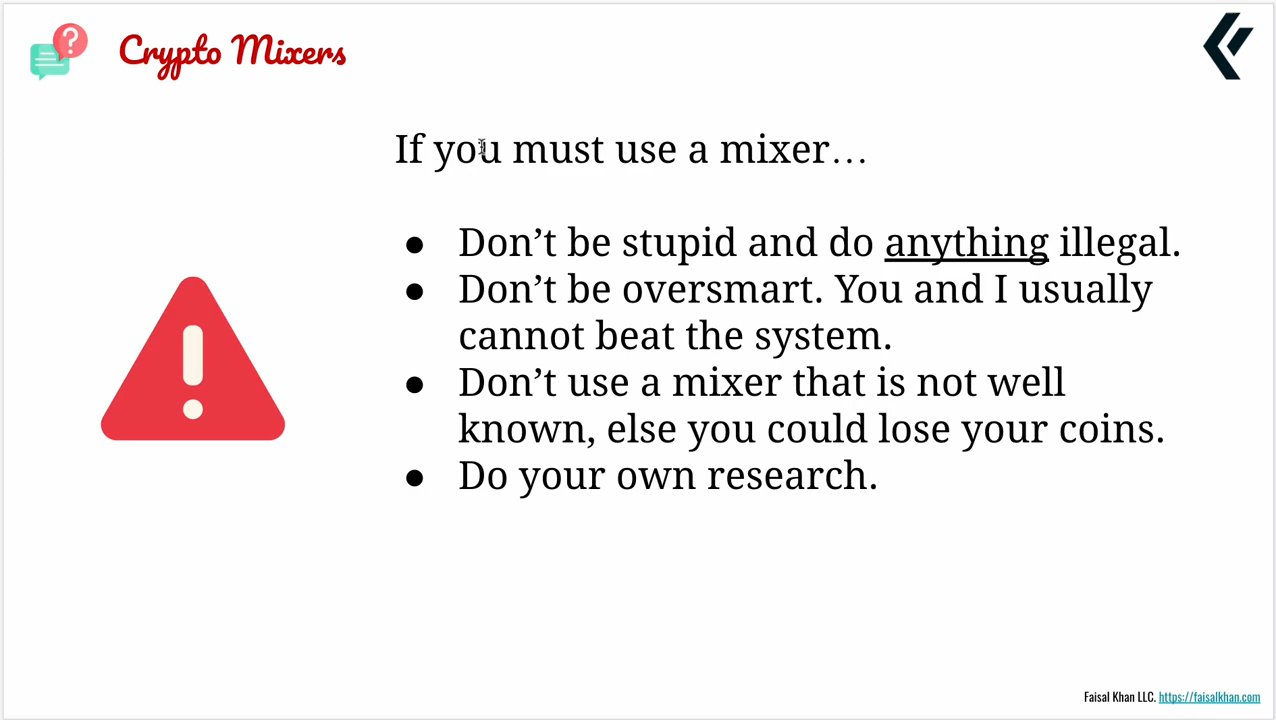 ?
Crypto Mixers
If you must use a mixer…
● Don’t be stupid and do anything illegal.
● Don’t be oversmart. You and I usually
cannot beat the system.
● Don’t use a mixer that is not well
known, else you could lose your coins.
● Do your own research.
Faisal Khan LLC. https://faisalkhan.com